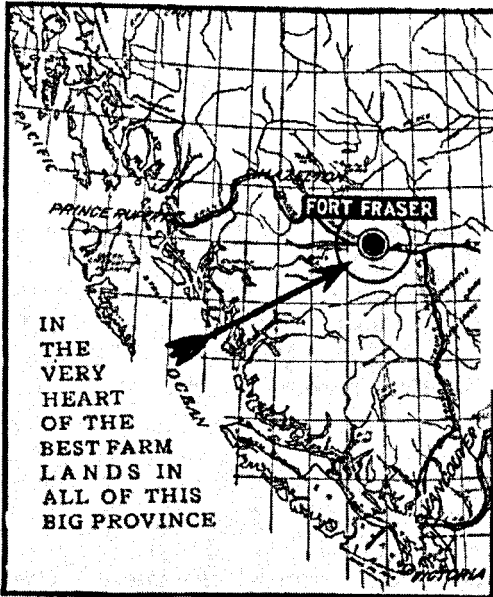 PACIFIC
HAZELTON
PRINCE RUPERT
FORT FRASER
IN
THE
VERY
HEART
OF THE
BEST FARM
LANDS IN
ALL OF THIS
BIG PROVINCE
OCEAN
VANCOUVER
VICTORIA